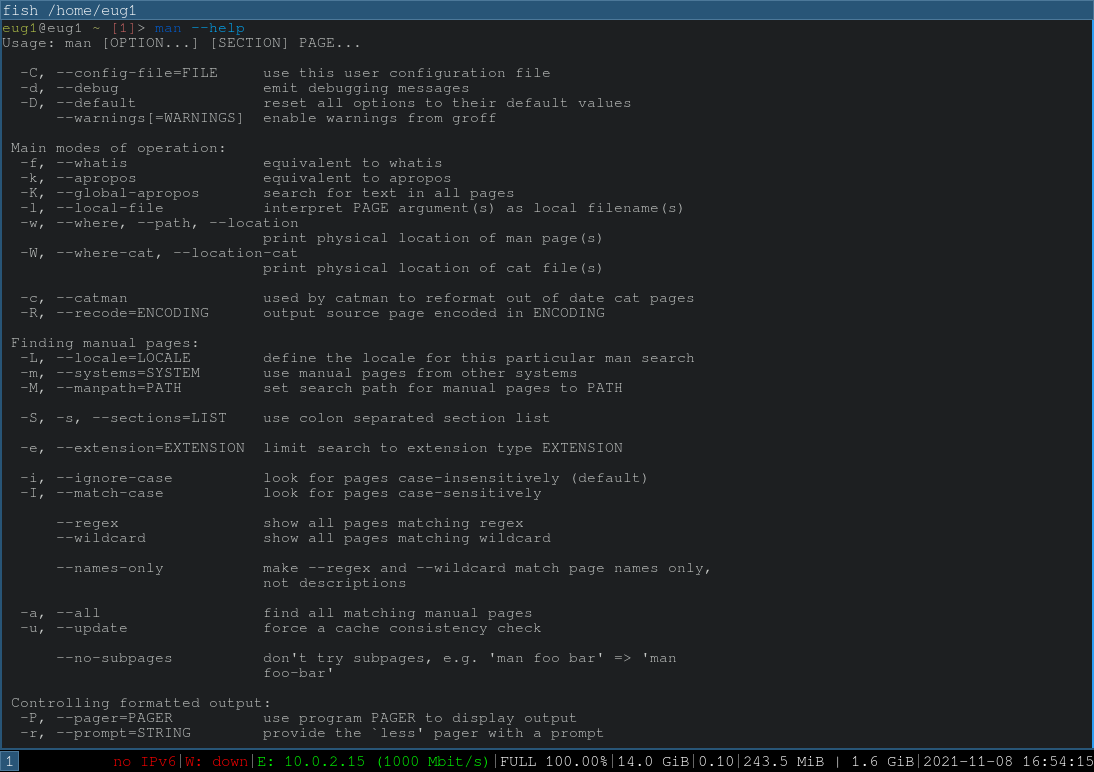 fish /home/eug1
eug1@eug1 ~ [1]> man --help
Usage: man [OPTION...] [SECTION] PAGE...
-C, --config-file=FILE     use this user configuration file
-d, --debug                emit debugging messages
-D, --default              reset all options to their default values
--warnings[=WARNINGS]  enable warnings from groff
Main modes of operation:
-f, --whatis               equivalent to whatis
-k, --apropos              equivalent to apropos
-K, --global-apropos       search for text in all pages
-l, --local-file           interpret PAGE argument(s) as local filename(s)
-w, --where, --path, --location
print physical location of man page(s)
-W, --where-cat, --location-cat
print physical location of cat file(s)
-c, --catman               used by catman to reformat out of date cat pages
-R, --recode=ENCODING      output source page encoded in ENCODING
Finding manual pages:
-L, --locale=LOCALE        define the locale for this particular man search
-m, --systems=SYSTEM       use manual pages from other systems
-M, --manpath=PATH         set search path for manual pages to PATH
-S, -s, --sections=LIST    use colon separated section list
-e, --extension=EXTENSION  limit search to extension type EXTENSION
-i, --ignore-case          look for pages case-insensitively (default)
-I, --match-case           look for pages case-sensitively
--regex                show all pages matching regex
--wildcard             show all pages matching wildcard
--names-only           make --regex and --wildcard match page names only,
not descriptions
-a, --all                  find all matching manual pages
-u, --update               force a cache consistency check
--no-subpages          don't try subpages, e.g. 'man foo bar' => 'man
foo-bar'
Controlling formatted output:
-P, --pager=PAGER          use program PAGER to display output
-r, --prompt=STRING        provide the `less' pager with a prompt
1 no IPv6|W: down|E: 10.0.2.15 (1000 Mbit/s)|FULL 100.00%|14.0 GiB|0.10|243.5 MiB | 1.6 GiB|2021-11-08 16:54:15